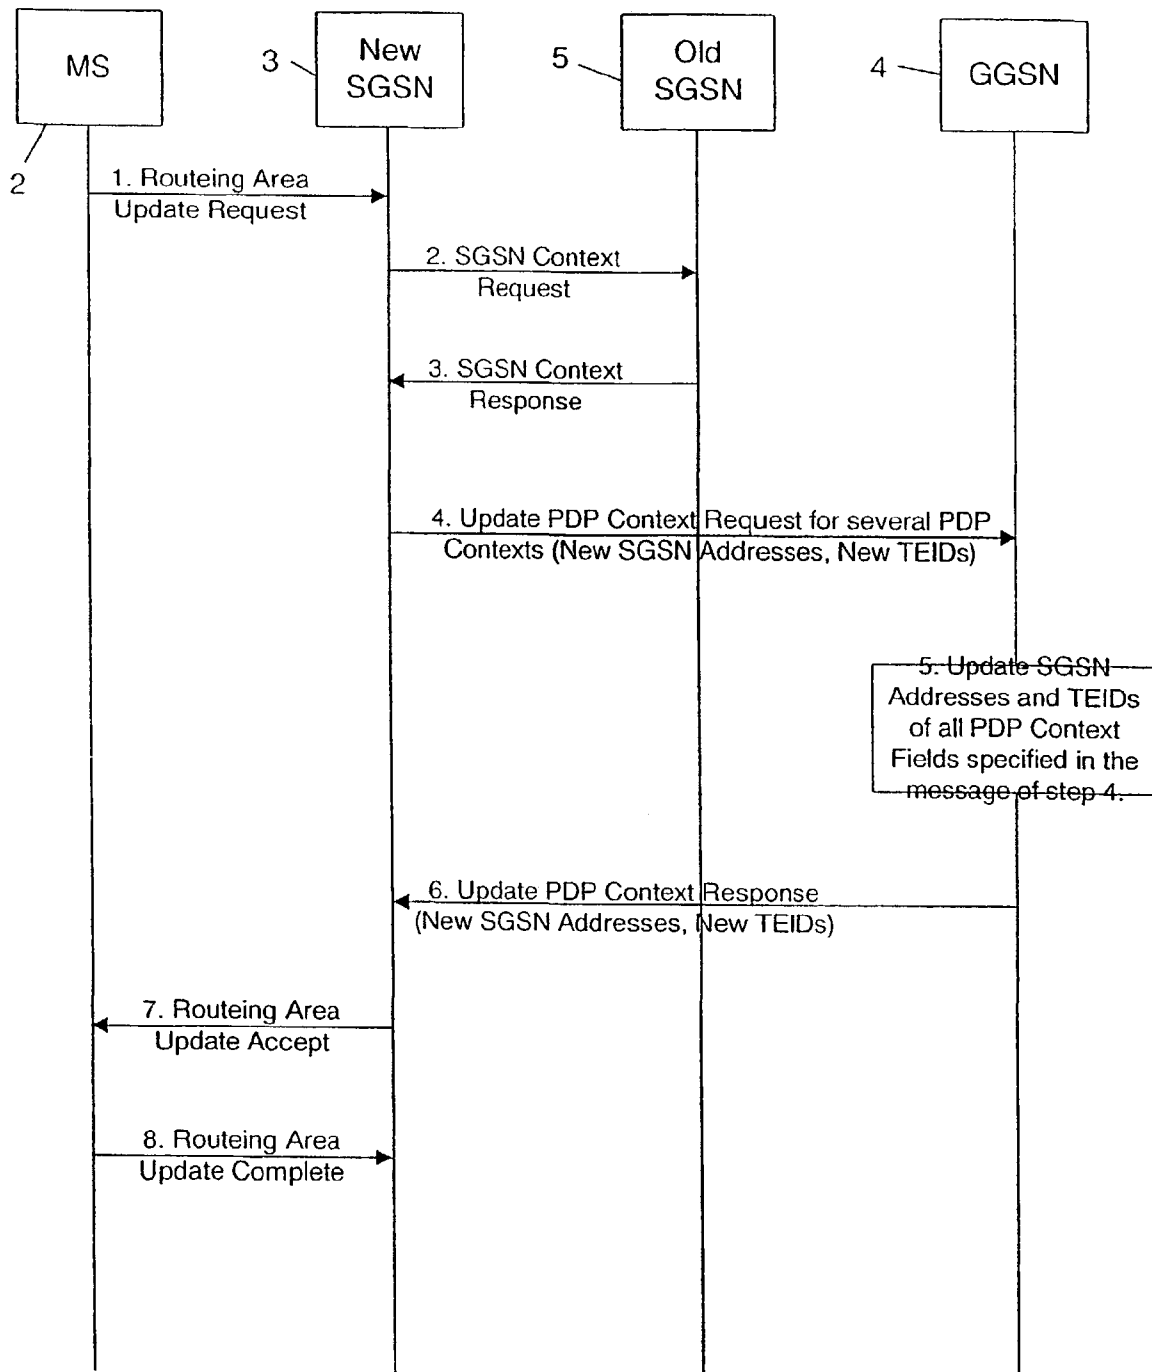 MS
2
3
New
SGSN
5
Old
SGSN
4
GGSN
1. Routeing Area
Update Request
2. SGSN Context
Request
3. SGSN Context
Response
4. Update PDP Context Request for several PDP
Contexts (New SGSN Addresses, New TEIDs)
5. Update SGSN
Addresses and TEIDs
of all PDP Context
Fields specified in the
message of step 4.
6. Update PDP Context Response
(New SGSN Addresses, New TEIDs)
7. Routeing Area
Update Accept
8. Routeing Area
Update Complete